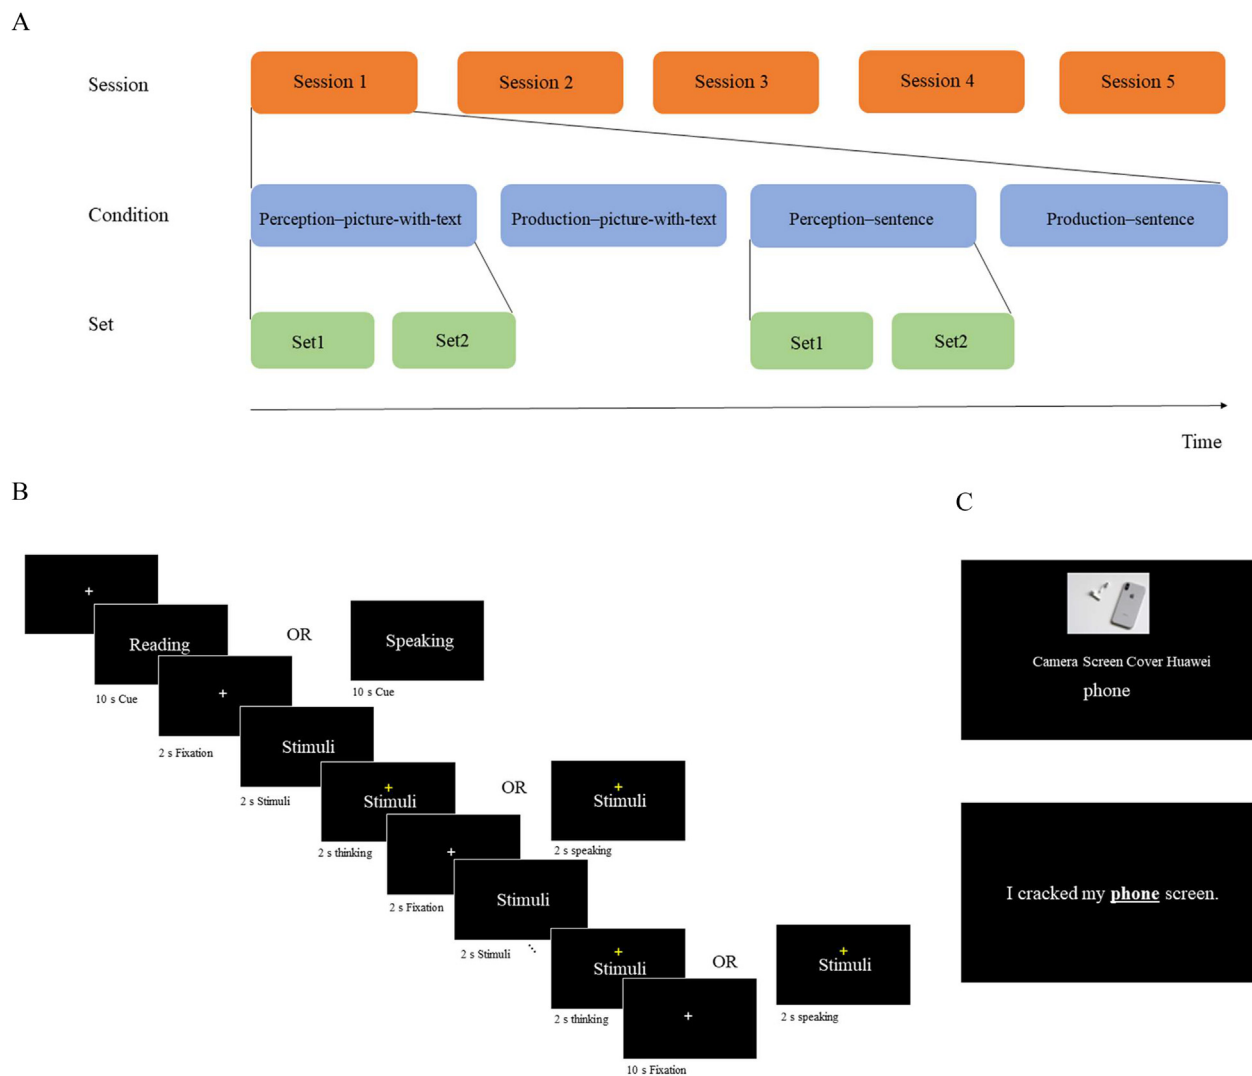 A
Session
Session 1
Session 2
Session 3
Session 4
Session 5
Condition
Perception–picture-with-text
Production–picture-with-text
Perception–sentence
Production–sentence
Set
Set1
Set2
Set1
Set2
Time
B
Reading
10 s Cue
OR
Speaking
10 s Cue
2 s Fixation
Stimuli
2 s Stimuli
Stimuli
2 s thinking
OR
Stimuli
2 s speaking
2 s Fixation
Stimuli
2 s Stimuli
Stimuli
2 s thinking
OR
Stimuli
2 s speaking
10 s Fixation
C
Camera Screen Cover Huawei
phone
I cracked my phone screen.